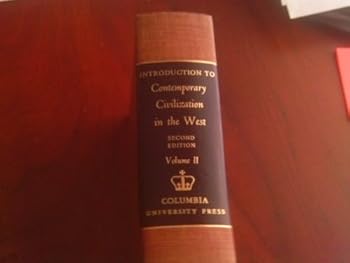 INTRODUCTION TO
Contemporary
Civilization
in the West
SECOND
EDITION
Volume II
COLUMBIA
UNIVERSITY PRESS